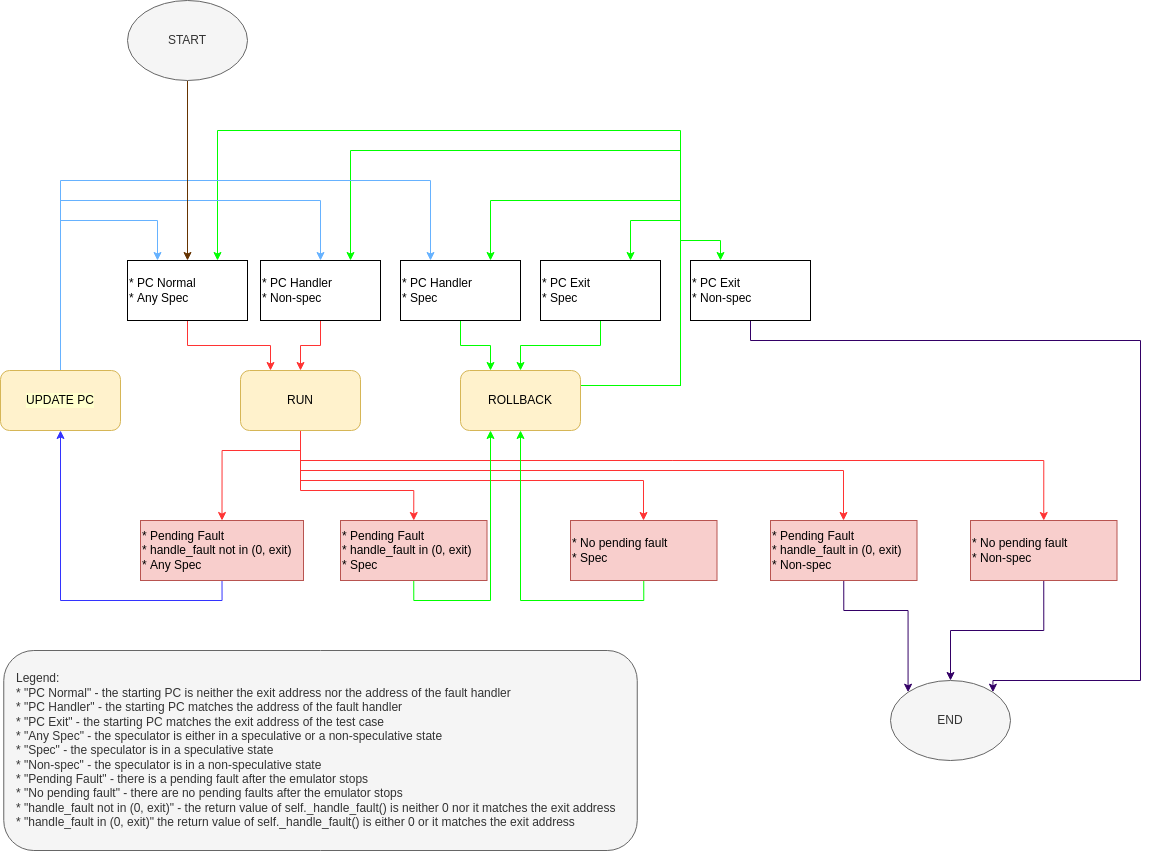 START
* PC Normal
* Any Spec
* PC Handler
* Non-spec
* PC Handler
* Spec
* PC Exit
* Spec
* PC Exit
* Non-spec
UPDATE PC
RUN
ROLLBACK
* Pending Fault
* handle_fault not in (0, exit)
* Any Spec
* Pending Fault
* handle_fault in (0, exit)
* Spec
* No pending fault
* Spec
* Pending Fault
* handle_fault in (0, exit)
* Non-spec
* No pending fault
* Non-spec
Legend:
* "PC Normal" - the starting PC is neither the exit address nor the address of the fault handler
* "PC Handler" - the starting PC matches the address of the fault handler
* "PC Exit" - the starting PC matches the exit address of the test case
* "Any Spec" - the speculator is either in a speculative or a non-speculative state
* "Spec" - the speculator is in a speculative state
* "Non-spec" - the speculator is in a non-speculative state
* "Pending Fault" - there is a pending fault after the emulator stops
* "No pending fault" - there are no pending faults after the emulator stops
* "handle_fault not in (0, exit)" - the return value of self._handle_fault() is neither 0 nor it matches the exit address
* "handle_fault in (0, exit)" the return value of self._handle_fault() is either 0 or it matches the exit address
END